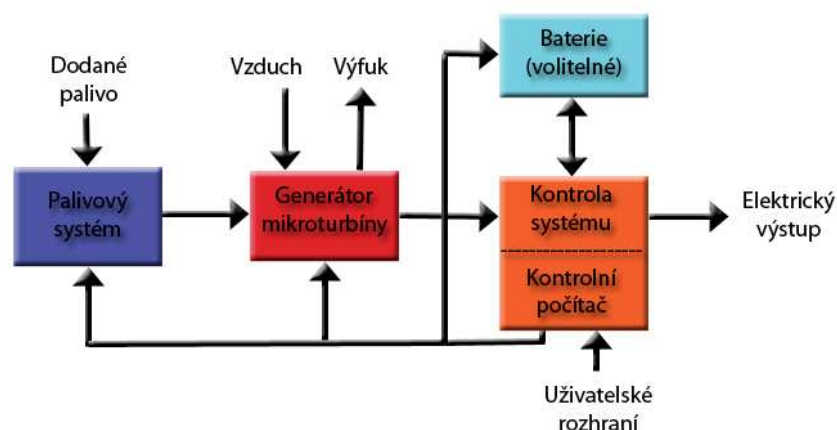 Dodané
palivo
Vzduch
Výfuk
Baterie
(volitelné)
Palivový
systém
Generátor
mikroturbíny
Kontrola
systému
Elektrický
výstup
Kontrolní
počítač
Uživatelské
rozhraní